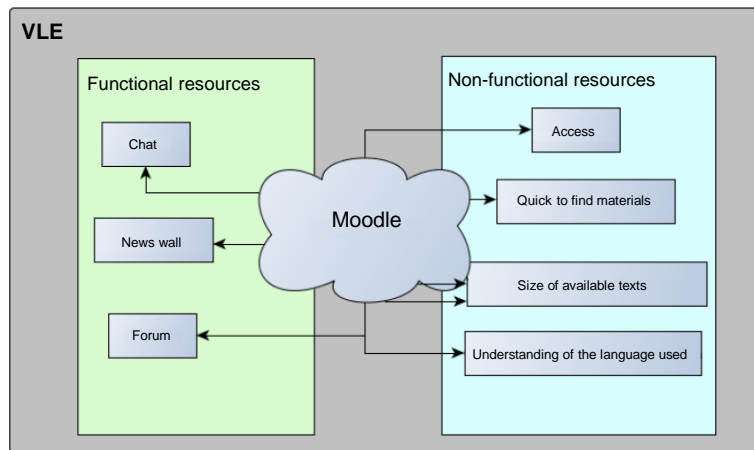 VLE
Functional resources
Chat
News wall
Forum
Moodle
Non-functional resources
Access
Quick to find materials
Size of available texts
Understanding of the language used